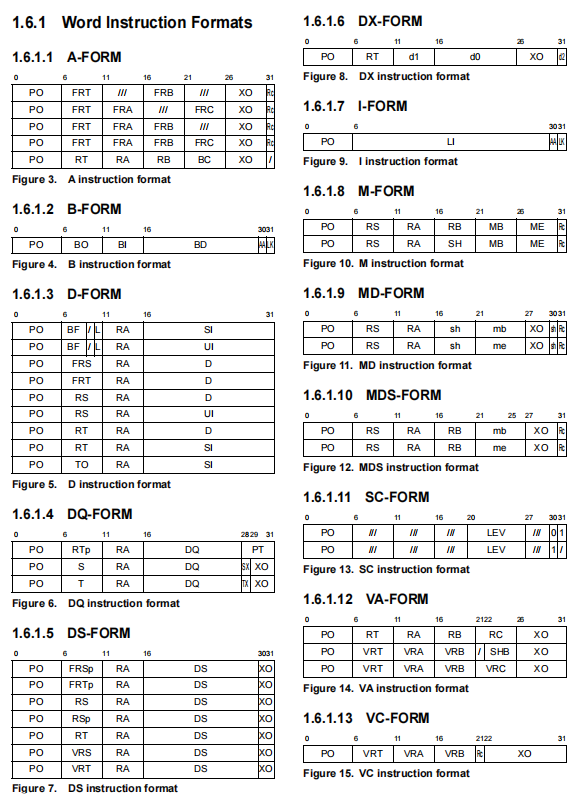 1.6.1 Word Instruction Formats
1.6.1.1 A-FORM
0 6 11 16 21 26 31
PO FRT /// FRB /// XO Rc
PO FRT FRA /// FRC XO Rc
PO FRT FRA FRB /// XO Rc
PO FRT FRA FRB FRC XO Rc
PO RT RA RB BC XO /
Figure 3. A instruction format
1.6.1.2 B-FORM
0 6 11 16 3031
PO BO BI BD AA LK
Figure 4. B instruction format
1.6.1.3 D-FORM
0 6 11 16 31
PO BF / L RA SI
PO BF / L RA UI
PO FRS RA D
PO FRT RA D
PO RS RA D
PO RS RA UI
PO RT RA D
PO RT RA SI
PO TO RA SI
Figure 5. D instruction format
1.6.1.4 DQ-FORM
0 6 11 16 2829 31
PO RTp RA DQ PT
PO S RA DQ SX XO
PO T RA DQ TX XO
Figure 6. DQ instruction format
1.6.1.5 DS-FORM
0 6 11 16 3031
PO FRSp RA DS XO
PO FRTp RA DS XO
PO RS RA DS XO
PO RSp RA DS XO
PO RT RA DS XO
PO VRS RA DS XO
PO VRT RA DS XO
Figure 7. DS instruction format
1.6.1.6 DX-FORM
0 6 11 16 26 31
PO RT d1 d0 XO d2
Figure 8. DX instruction format
1.6.1.7 I-FORM
0 6 3031
PO LI AA LK
Figure 9. I instruction format
1.6.1.8 M-FORM
0 6 11 16 21 26 31
PO RS RA RB MB ME Rc
PO RS RA SH MB ME Rc
Figure 10. M instruction format
1.6.1.9 MD-FORM
0 6 11 16 21 27 3031
PO RS RA sh mb XO sh Rc
PO RS RA sh me XO sh Rc
Figure 11. MD instruction format
1.6.1.10 MDS-FORM
0 6 11 16 21 25 27 31
PO RS RA RB mb XO Rc
PO RS RA RB me XO Rc
Figure 12. MDS instruction format
1.6.1.11 SC-FORM
0 6 11 16 20 27 3031
PO /// /// /// LEV /// 0 1
PO /// /// /// LEV /// 1 /
Figure 13. SC instruction format
1.6.1.12 VA-FORM
0 6 11 16 2122 26 31
PO RT RA RB RC XO
PO VRT VRA VRB / SHB XO
PO VRT VRA VRB VRC XO
Figure 14. VA instruction format
1.6.1.13 VC-FORM
0 6 11 16 2122 31
PO VRT VRA VRB Rc XO
Figure 15. VC instruction format